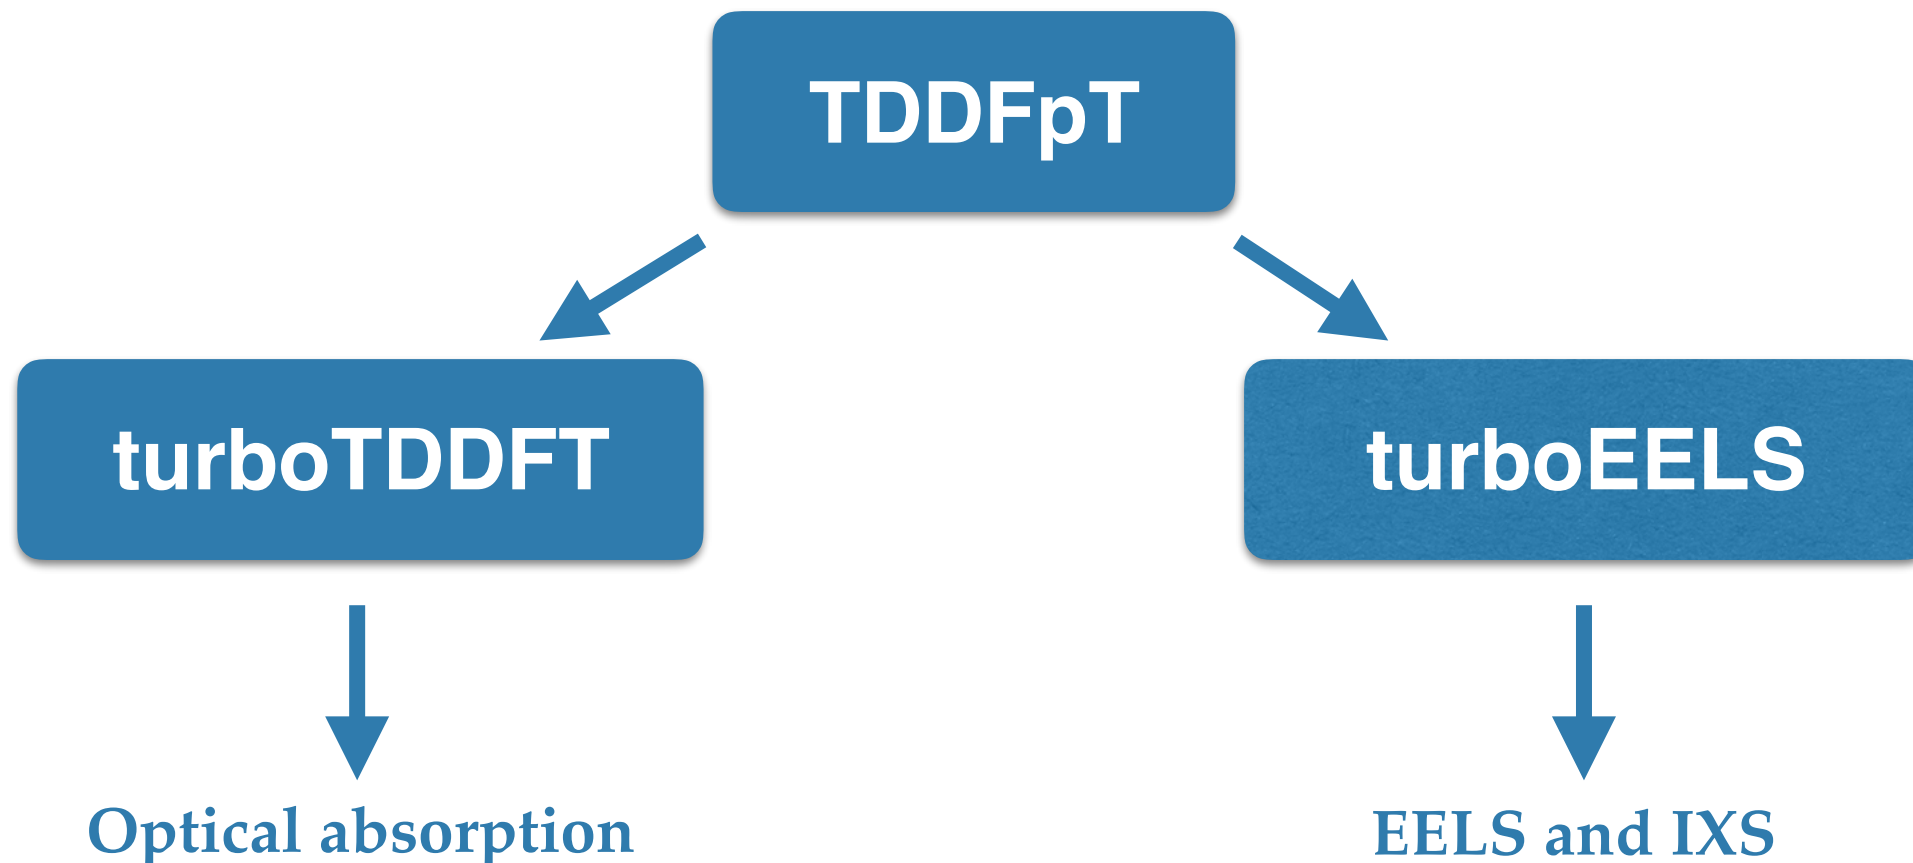 TDDFpT
turboTDDFT
turboEELS
Optical absorption
EELS and IXS